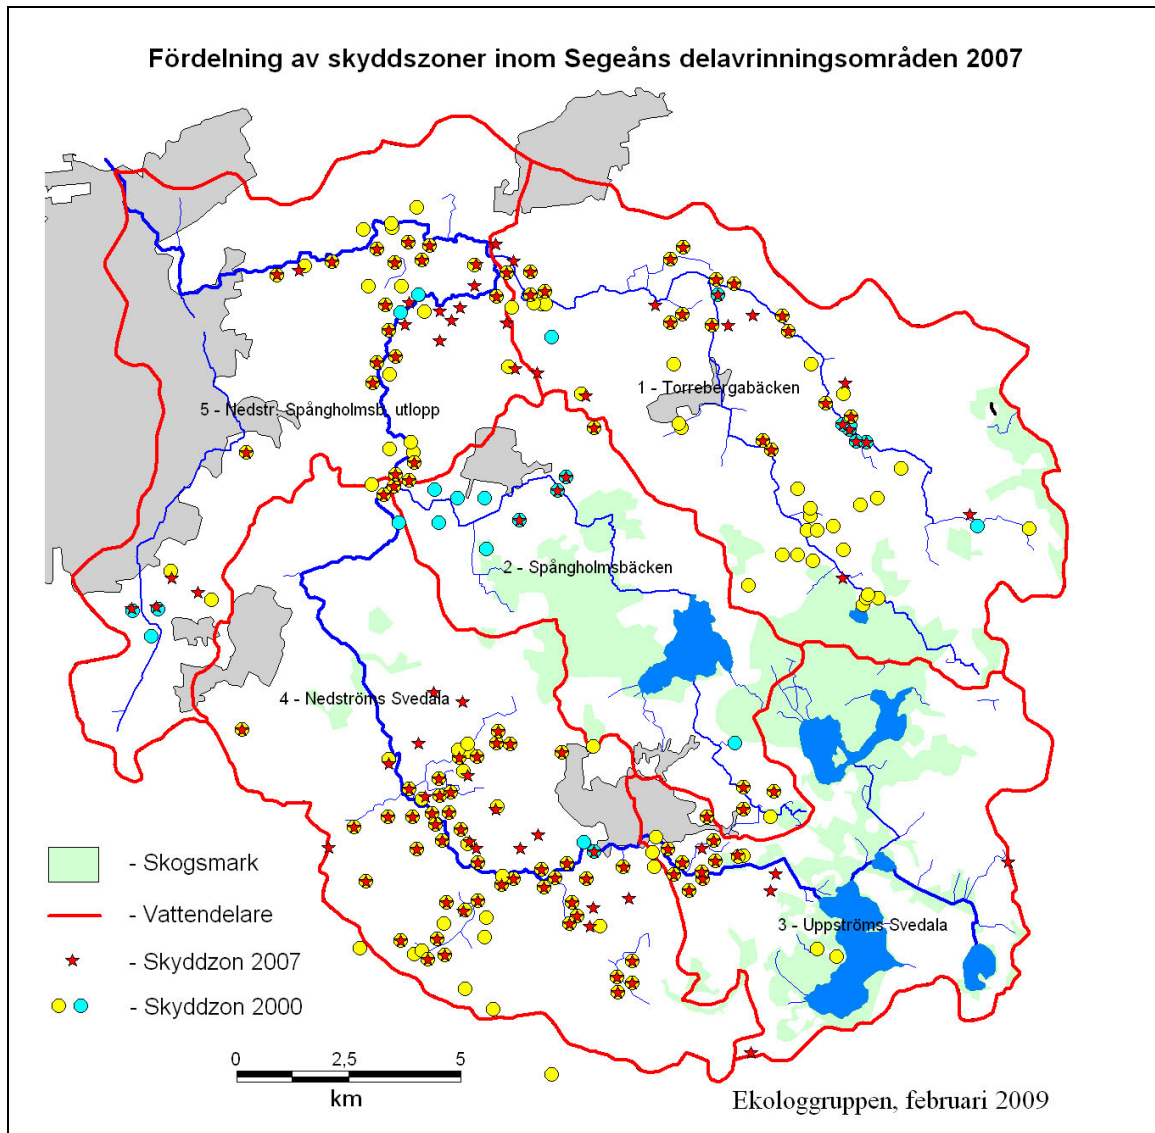 Fördelning av skyddszoner inom Segeåns delavrinningsområden 2007
1 - Torrebergabäcken
5 - Nedstr. Spångholmsb. utlopp
2 - Spångholmsbäcken
4 - Nedströms Svedala
3 - Uppströms Svedala
- Skogsmark
- Vattendelare
- Skyddzon 2007
- Skyddzon 2000
0 2,5 5
km
Ekologgruppen, februari 2009